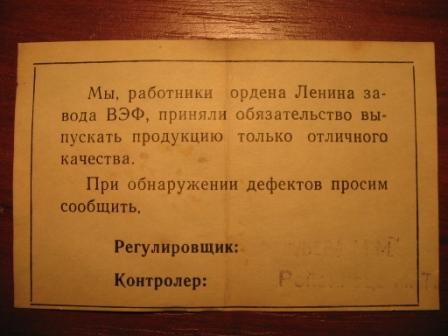 Мы, работники ордена Ленина за-
вода ВЭФ, приняли обязательство вы-
пускать продукцию только отличного
качества.
При обнаружении дефектов просим
сообщить.
Регулировщик:
Контролер: